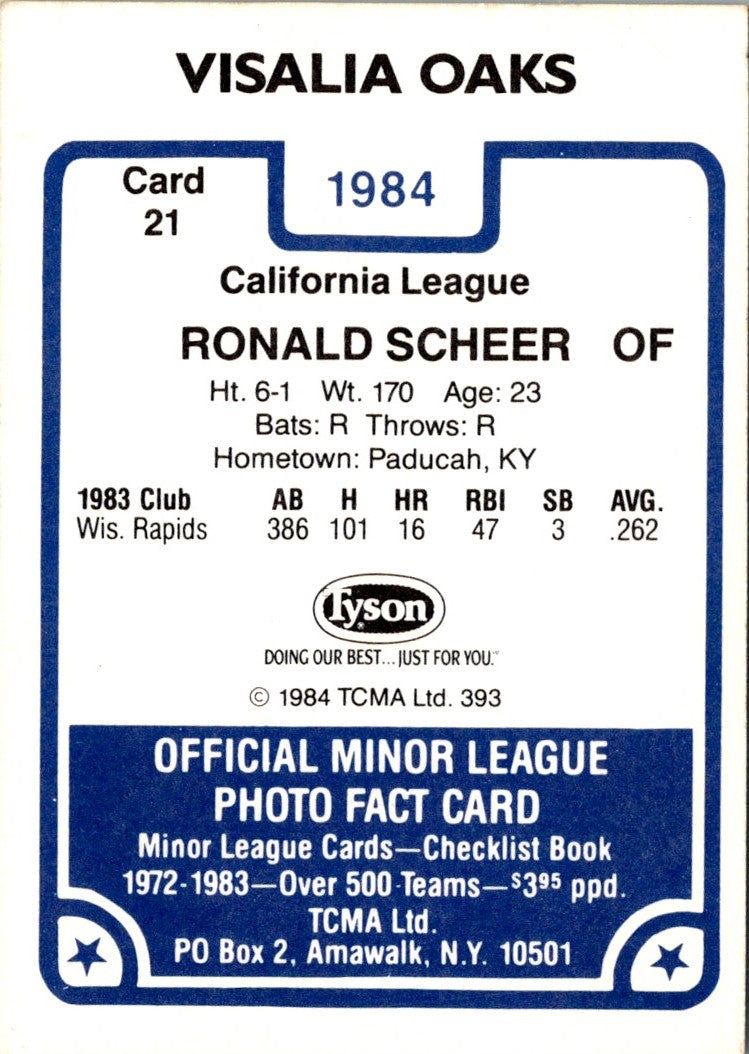 VISALIA OAKS
Card
21
1984
California League
RONALD SCHEER OF
Ht. 6-1 Wt. 170 Age: 23
Bats: R Throws: R
Hometown: Paducah, KY
1983 Club AB H HR RBI SB AVG.
Wis. Rapids 386 101 16 47 3 .262
Tyson®
DOING OUR BEST...JUST FOR YOU.™
© 1984 TCMA Ltd. 393
OFFICIAL MINOR LEAGUE
PHOTO FACT CARD
Minor League Cards—Checklist Book
1972-1983—Over 500 Teams—$395 ppd.
TCMA Ltd.
PO Box 2, Amawalk, N.Y. 10501